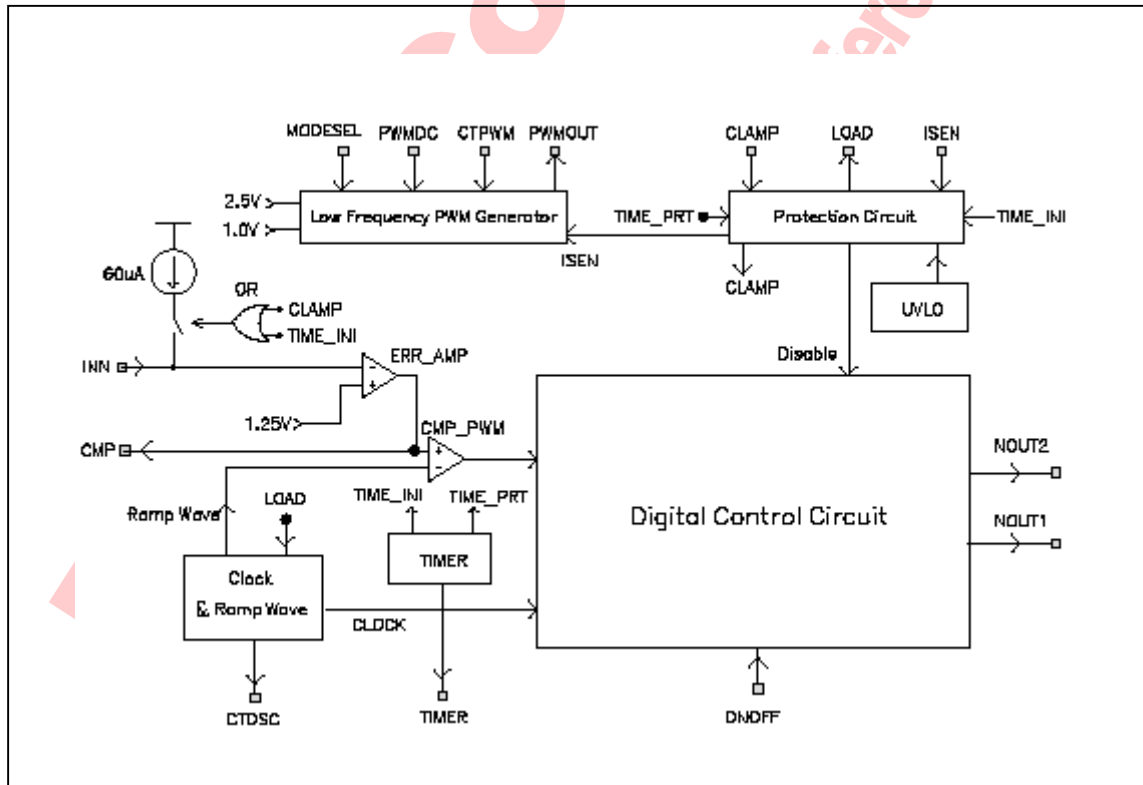 MODESEL PWMDC CTPWM PWMOUT CLAMP LOAD ISEN
2.5V
1.0V
Low Frequency PWM Generator
TIME_PRT
Protection Circuit
TIME_INI
ISEN
CLAMP
60uA
OR
CLAMP
TIME_INI
UVLO
INN
ERR_AMP
Disable
1.25V
CMP
CMP_PWM
NOUT2
TIME_INI TIME_PRT
LOAD
Ramp Wave
Digital Control Circuit
NOUT1
TIMER
Clock
& Ramp Wave
CLOCK
CTOSC
TIMER
ONOFF